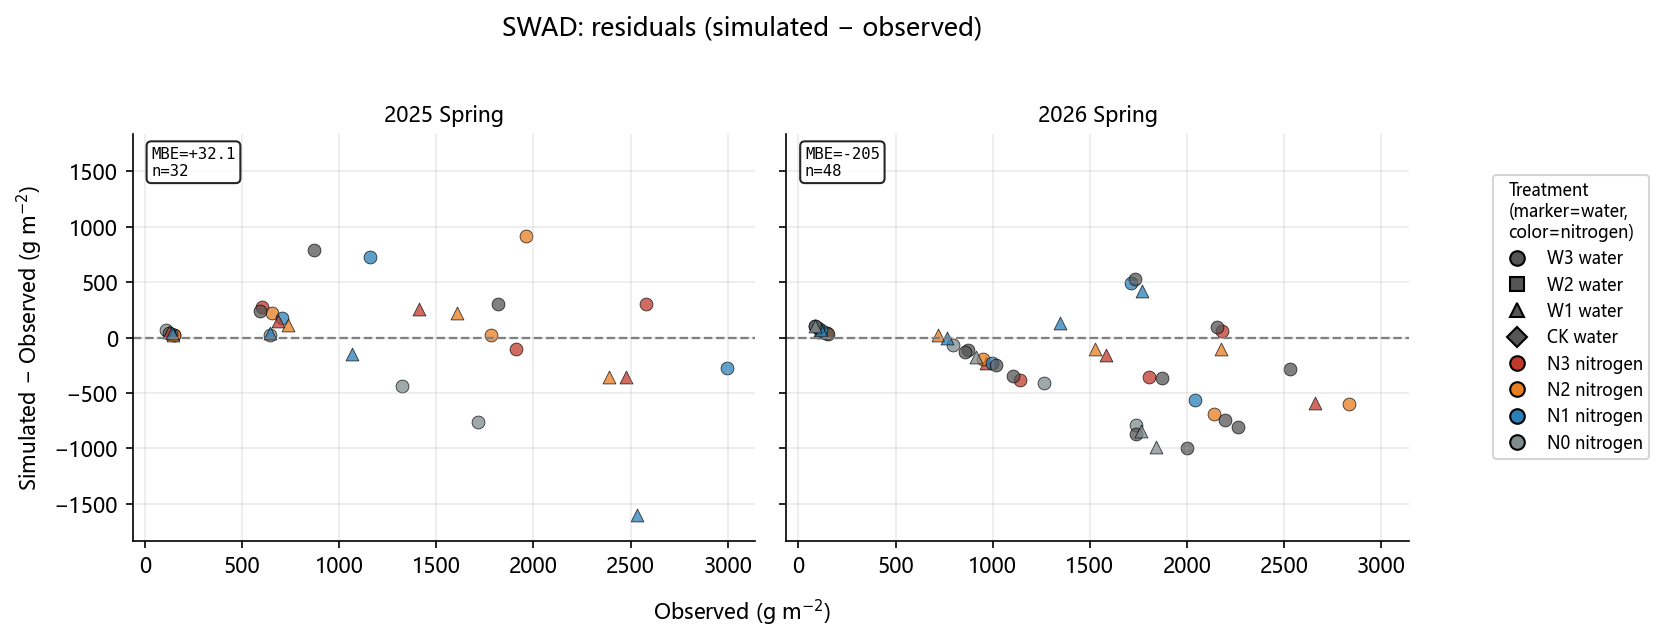 SWAD: residuals (simulated − observed)
2025 Spring
2026 Spring
MBE=+32.1
n=32
MBE=-205
n=48
Simulated − Observed (g m⁻²)
1500
1000
500
0
−500
−1000
−1500
0 500 1000 1500 2000 2500 3000
0 500 1000 1500 2000 2500 3000
Observed (g m⁻²)
Treatment
(marker=water,
color=nitrogen)
W3 water
W2 water
W1 water
CK water
N3 nitrogen
N2 nitrogen
N1 nitrogen
N0 nitrogen